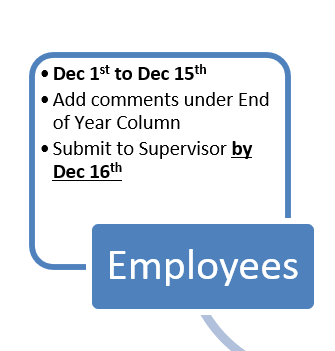 • Dec 1st to Dec 15th
• Add comments under End
of Year Column
• Submit to Supervisor by
Dec 16th
Employees